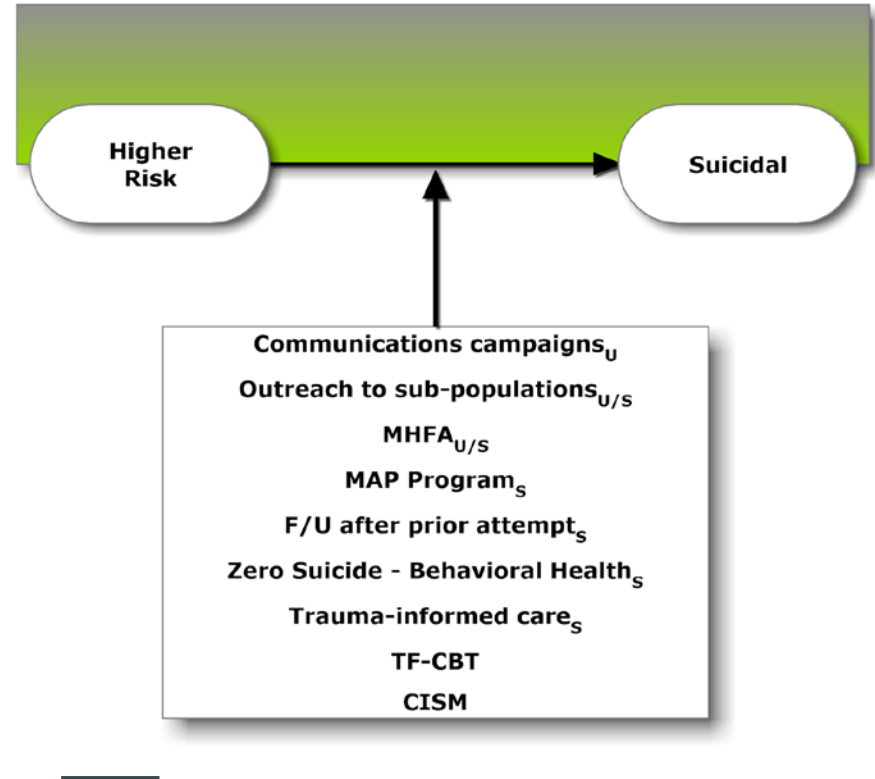 Higher
Risk
Suicidal
Communications campaignsU
Outreach to sub-populationsU/S
MHFAU/S
MAP ProgramS
F/U after prior attemptS
Zero Suicide - Behavioral HealthS
Trauma-informed careS
TF-CBT
CISM